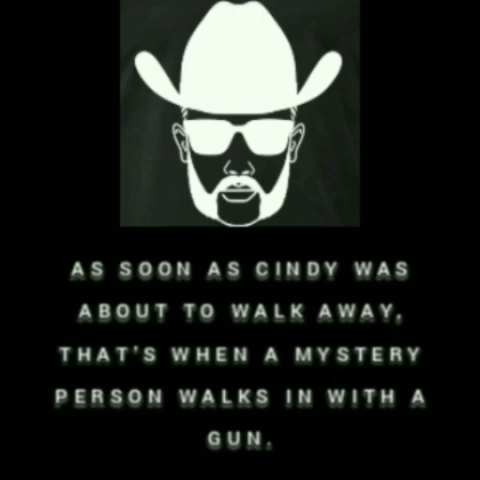 AS SOON AS CINDY WAS
ABOUT TO WALK AWAY,
THAT'S WHEN A MYSTERY
PERSON WALKS IN WITH A
GUN.